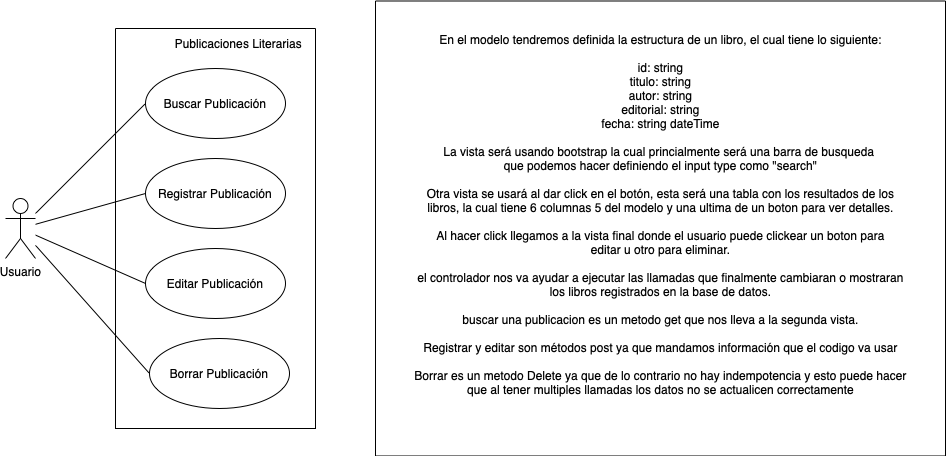 Publicaciones Literarias
Buscar Publicación
Registrar Publicación
Editar Publicación
Borrar Publicación
Usuario
En el modelo tendremos definida la estructura de un libro, el cual tiene lo siguiente:
id: string
titulo: string
autor: string
editorial: string
fecha: string dateTime
La vista será usando bootstrap la cual princialmente será una barra de busqueda
que podemos hacer definiendo el input type como "search"
Otra vista se usará al dar click en el botón, esta será una tabla con los resultados de los
libros, la cual tiene 6 columnas 5 del modelo y una ultima de un boton para ver detalles.
Al hacer click llegamos a la vista final donde el usuario puede clickear un boton para
editar u otro para eliminar.
el controlador nos va ayudar a ejecutar las llamadas que finalmente cambiaran o mostraran
los libros registrados en la base de datos.
buscar una publicacion es un metodo get que nos lleva a la segunda vista.
Registrar y editar son métodos post ya que mandamos información que el codigo va usar
Borrar es un metodo Delete ya que de lo contrario no hay indempotencia y esto puede hacer
que al tener multiples llamadas los datos no se actualicen correctamente